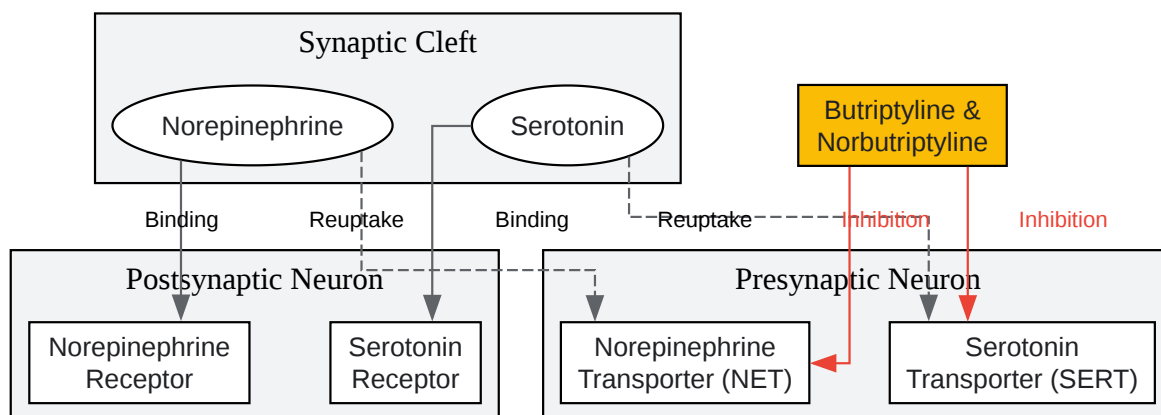 Synaptic Cleft
Norepinephrine
Serotonin
Butriptyline &
Norbutriptyline
Binding
Reuptake
Binding
Reuptake
Inhibition
Inhibition
Postsynaptic Neuron
Presynaptic Neuron
Norepinephrine
Receptor
Serotonin
Receptor
Norepinephrine
Transporter (NET)
Serotonin
Transporter (SERT)